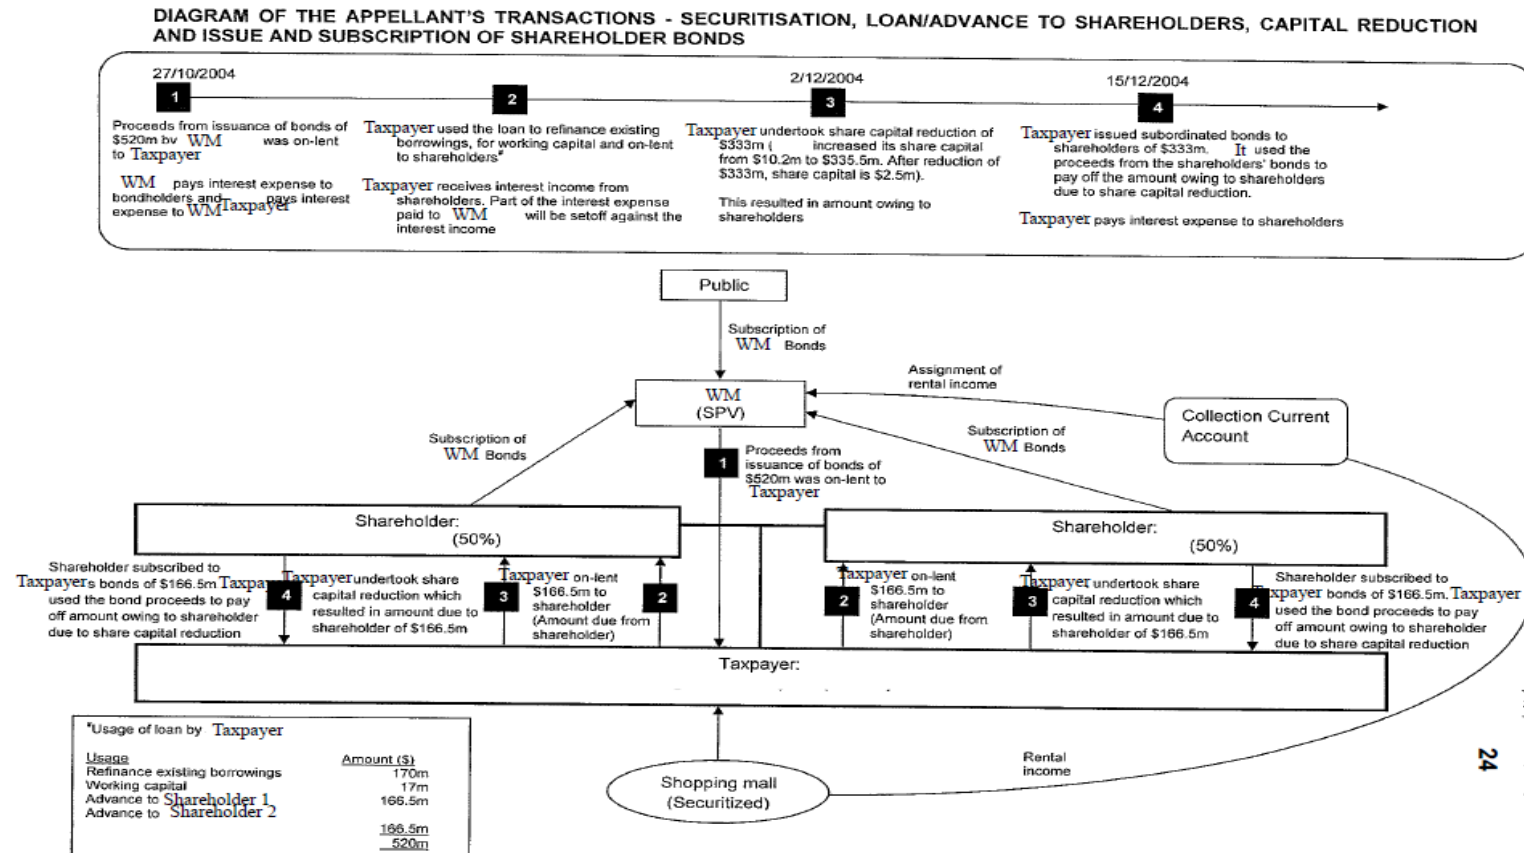 DIAGRAM OF THE APPELLANT'S TRANSACTIONS - SECURITISATION, LOAN/ADVANCE TO SHAREHOLDERS, CAPITAL REDUCTION
AND ISSUE AND SUBSCRIPTION OF SHAREHOLDER BONDS
27/10/2004
1
Proceeds from issuance of bonds of
$520m by WM was on-lent
to Taxpayer
WM pays interest expense to
bondholders and Taxpayer pays interest
expense to WM
2
Taxpayer used the loan to refinance existing
borrowings, for working capital and on-lent
to shareholders#
Taxpayer receives interest income from
shareholders. Part of the interest expense
paid to WM will be setoff against the
interest income
2/12/2004
3
Taxpayer undertook share capital reduction of
$333m ( increased its share capital
from $10.2m to $335.5m. After reduction of
$333m, share capital is $2.5m).
This resulted in amount owing to
shareholders
15/12/2004
4
Taxpayer issued subordinated bonds to
shareholders of $333m. It used the
proceeds from the shareholders' bonds to
pay off the amount owing to shareholders
due to share capital reduction.
Taxpayer pays interest expense to shareholders
Public
Subscription of
WM Bonds
WM
(SPV)
Assignment of
rental income
Collection Current
Account
Subscription of
WM Bonds
Subscription of
WM Bonds
1
Proceeds from
issuance of bonds of
$520m was on-lent to
Taxpayer
Shareholder:
(50%)
Shareholder:
(50%)
Shareholder subscribed to
Taxpayers bonds of $166.5m Taxpayer
used the bond proceeds to pay
off amount owing to shareholder
due to share capital reduction
4
Taxpayer undertook share
capital reduction which
resulted in amount due to
shareholder of $166.5m
3
Taxpayer on-lent
$166.5m to
shareholder
(Amount due from
shareholder)
2
2
Taxpayer on-lent
$166.5m to
shareholder
(Amount due from
shareholder)
3
Taxpayer undertook share
capital reduction which
resulted in amount due to
shareholder of $166.5m
4
Shareholder subscribed to
Taxpayer bonds of $166.5m. Taxpayer
used the bond proceeds to pay
off amount owing to shareholder
due to share capital reduction
Taxpayer:
#Usage of loan by Taxpayer
Usage Amount ($)
Refinance existing borrowings 170m
Working capital 17m
Advance to Shareholder 1 166.5m
Advance to Shareholder 2
166.5m
520m
Shopping mall
(Securitized)
Rental
income
24